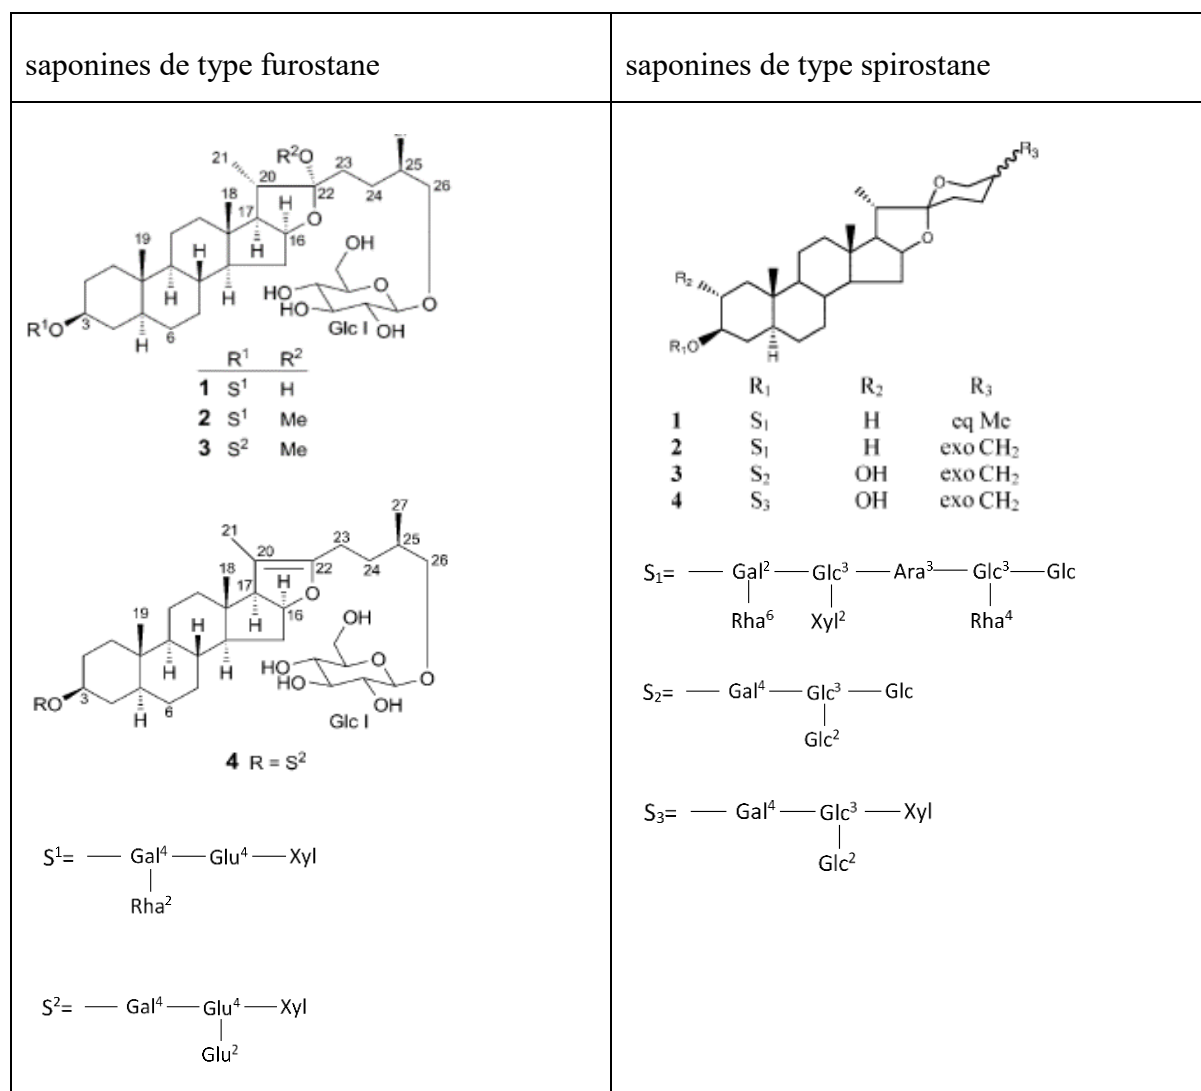 saponines de type furostane
21
R²O
23
25
20
22
24
26
18
17
H
O
19
H
16
OH
H
H
O
HO
HO
O
R¹O
3
6
H
H
Glc I
OH
R¹ R²
1 S¹ H
2 S¹ Me
3 S² Me
27
21
23
25
20
22
24
26
18
17
H
O
19
H
16
OH
H
H
O
HO
HO
O
RO
3
6
H
H
Glc I
OH
4 R = S²
S¹= Gal⁴ Glu⁴ Xyl
Rha²
S²= Gal⁴ Glu⁴ Xyl
Glu²
saponines de type spirostane
R₃
O
O
R₂
R₁O
H
R₁ R₂ R₃
1 S₁ H eq Me
2 S₁ H exo CH₂
3 S₂ OH exo CH₂
4 S₃ OH exo CH₂
S₁= Gal² Glc³ Ara³ Glc³ Glc
Rha⁶ Xyl² Rha⁴
S₂= Gal⁴ Glc³ Glc
Glc²
S₃= Gal⁴ Glc³ Xyl
Glc²